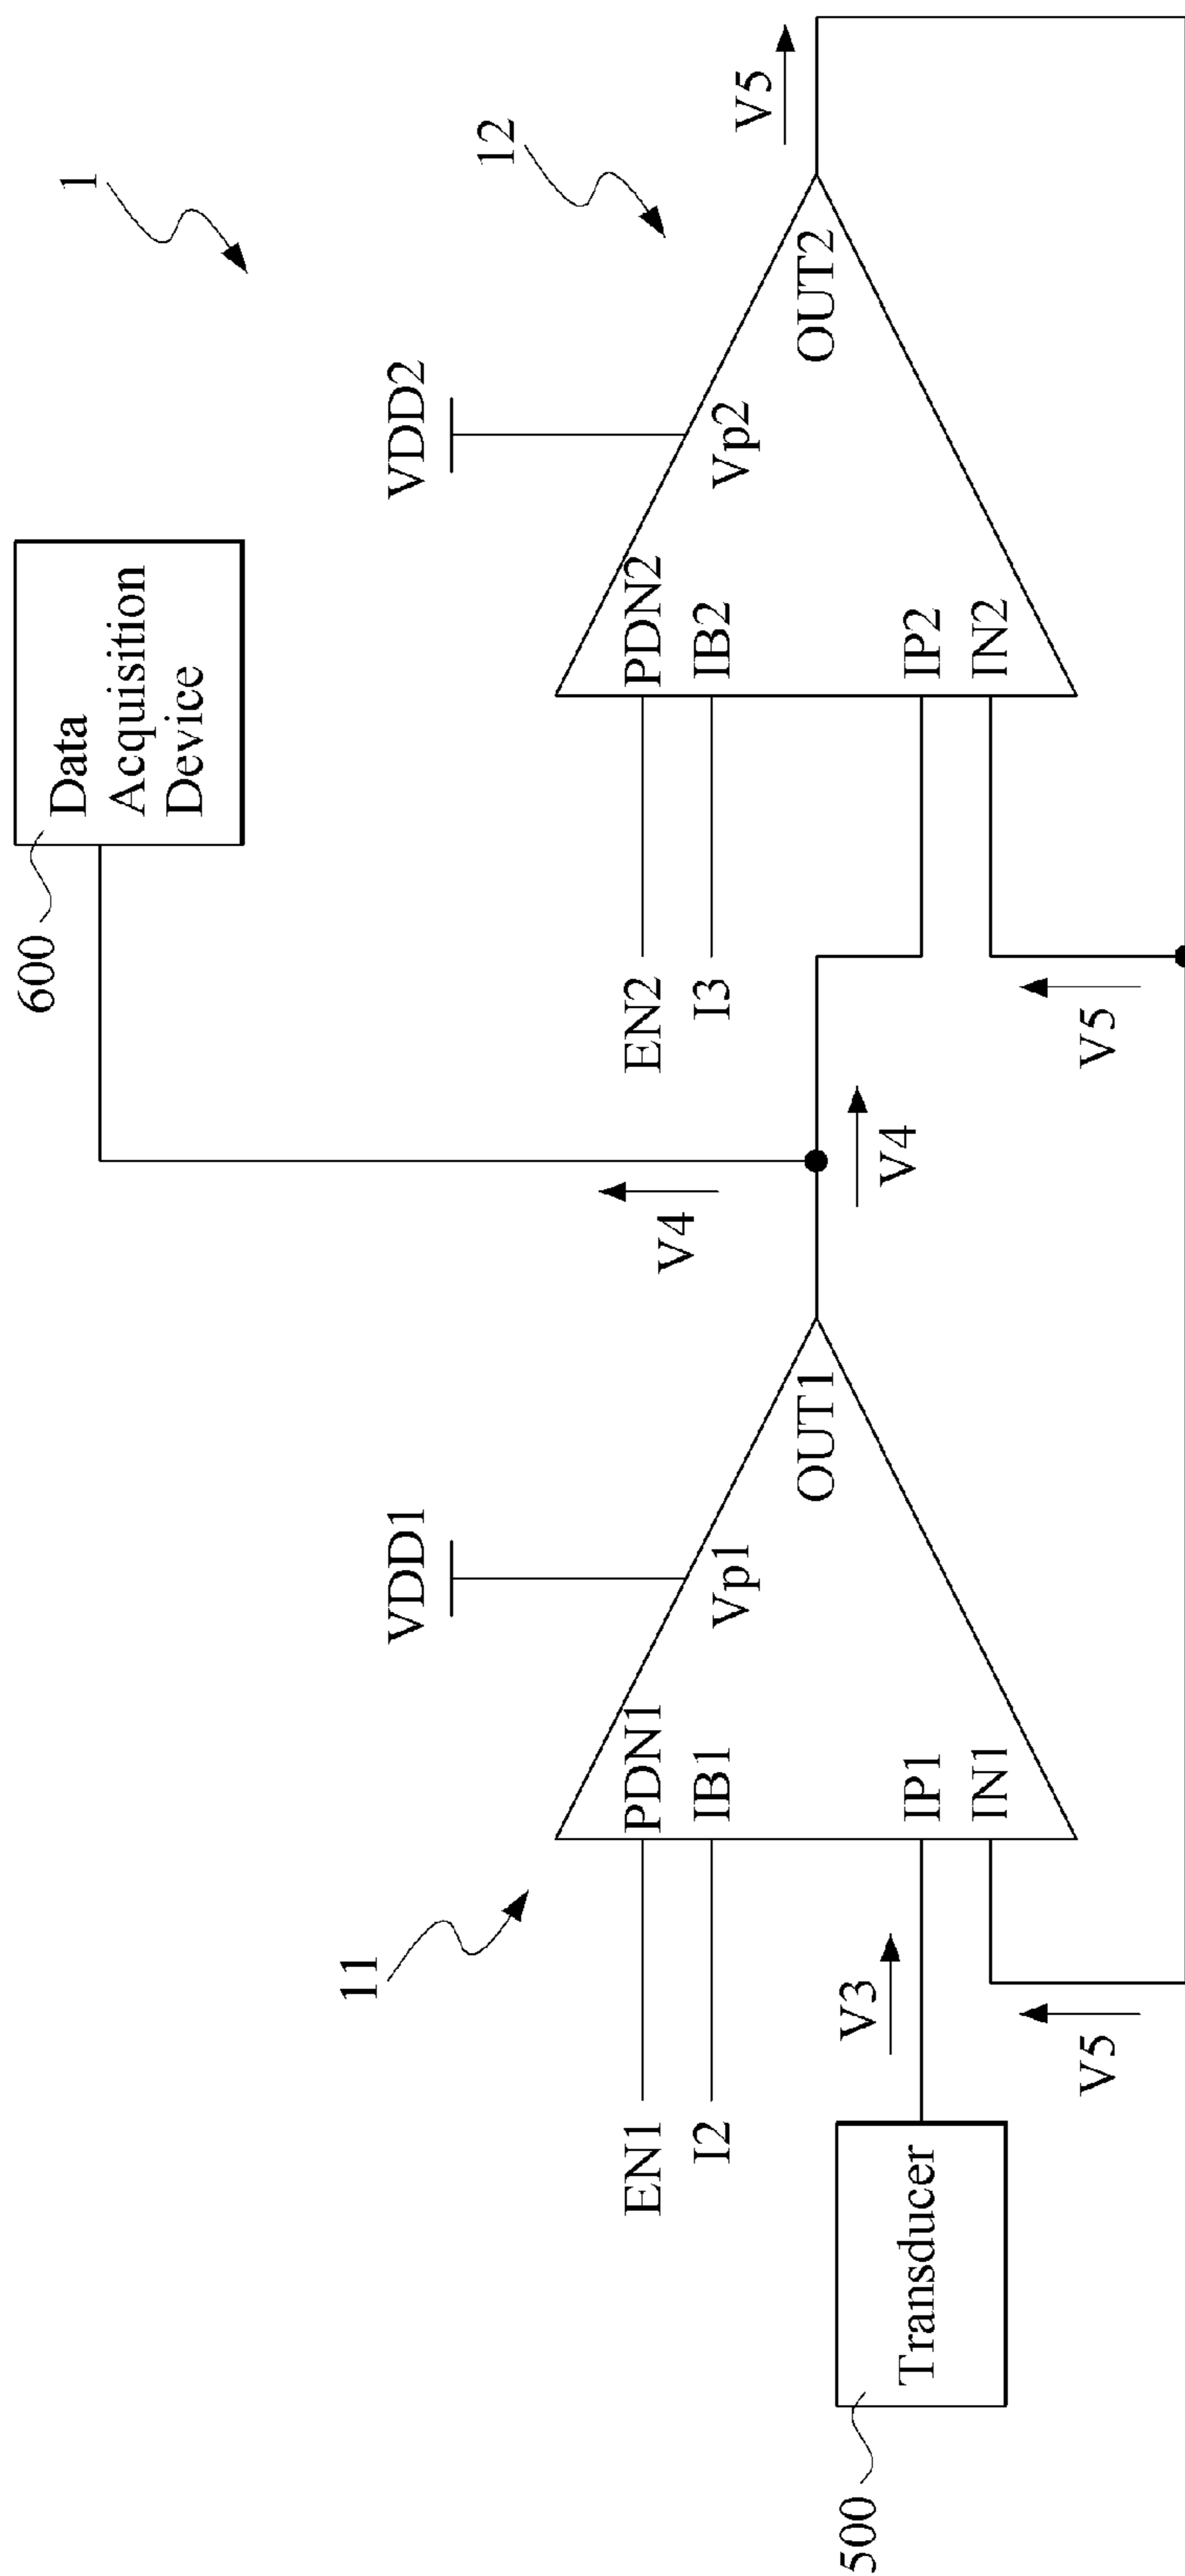 1
600
Data
Acquisition
Device
12
VDD2
V5
PDN2
IB2
Vp2
OUT2
IP2
IN2
EN2
I3
V4
V4
V5
11
VDD1
PDN1
IB1
Vp1
OUT1
IP1
IN1
EN1
I2
V3
V5
Transducer
500